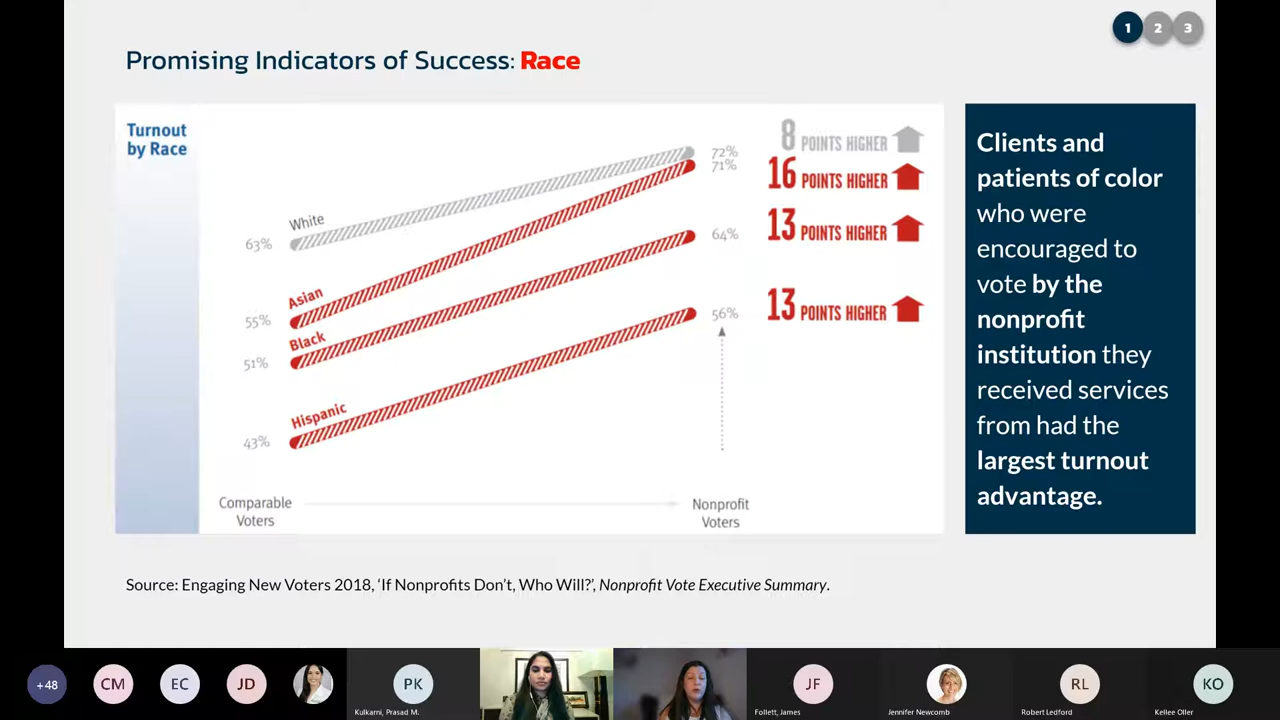 1 2 3
Promising Indicators of Success: Race
Turnout
by Race
White
63%
72%
8 POINTS HIGHER
Asian
55%
71%
16 POINTS HIGHER
Black
51%
64%
13 POINTS HIGHER
Hispanic
43%
56%
13 POINTS HIGHER
Comparable
Voters
Nonprofit
Voters
Clients and
patients of color
who were
encouraged to
vote by the
nonprofit
institution they
received services
from had the
largest turnout
advantage.
Source: Engaging New Voters 2018, ‘If Nonprofits Don’t, Who Will?’, Nonprofit Vote Executive Summary.
+48
CM
EC
JD
PK
Kulkarni, Prasad M.
JF
Follett, James
Jennifer Newcomb
RL
Robert Ledford
KO
Kellee Oller